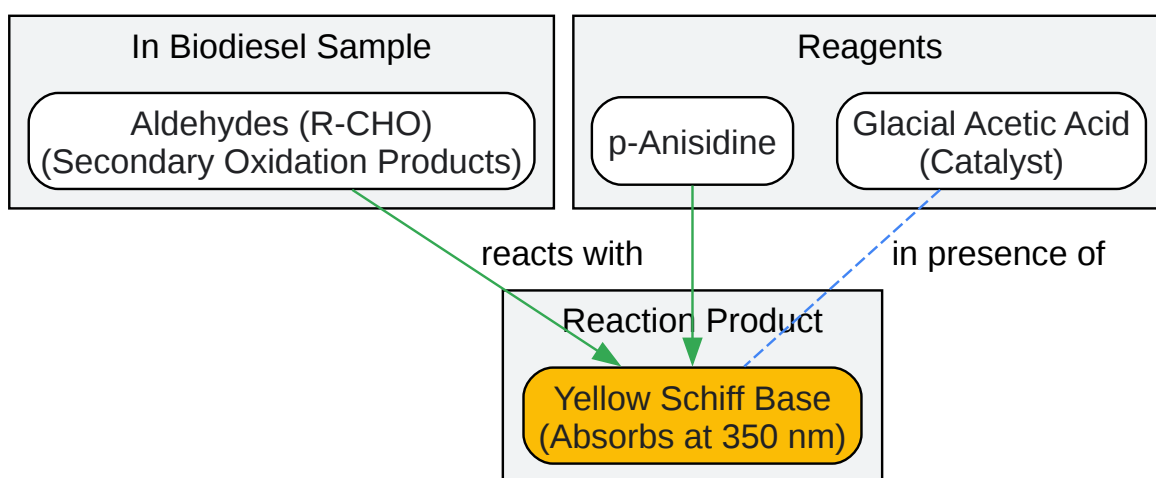 In Biodiesel Sample
Reagents
Aldehydes (R-CHO)
(Secondary Oxidation Products)
p-Anisidine
Glacial Acetic Acid
(Catalyst)
reacts with
in presence of
Reaction Product
Yellow Schiff Base
(Absorbs at 350 nm)